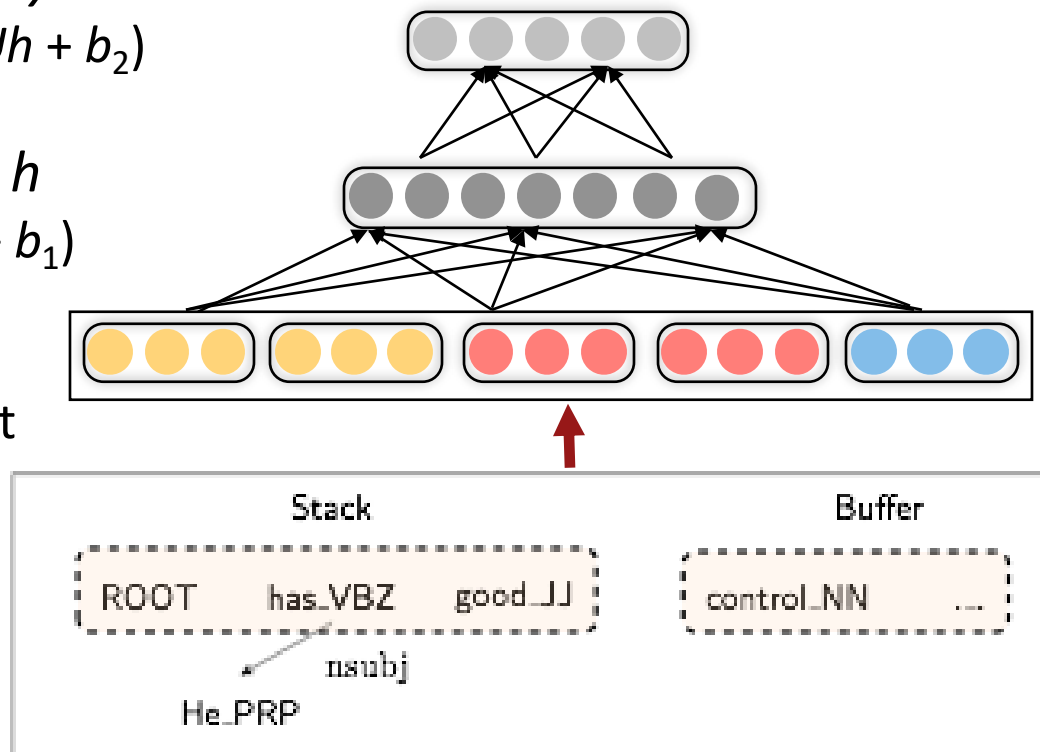 h + b2)
h
b1)
t
Stack Buffer
ROOT has_VBZ good_JJ control_NN ...
nsubj
He_PRP